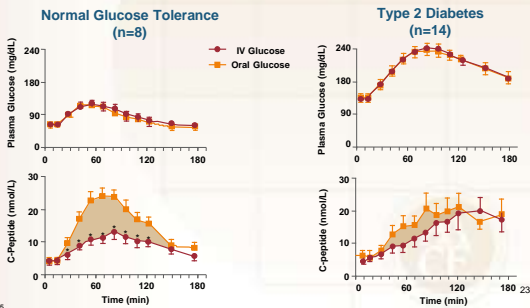 Normal Glucose Tolerance
(n=8)
Type 2 Diabetes
(n=14)
IV Glucose
Oral Glucose
Plasma Glucose (mg/dL)
240
180
90
0
0 60 120 180
Plasma Glucose (mg/dL)
240
180
90
0
0 60 120 180
C-Peptide (nmol/L)
30
20
10
0
* * * * * * * *
0 60 120 180
Time (min)
C-peptide (nmol/L)
30
20
10
0
0 60 120 180
Time (min)
23